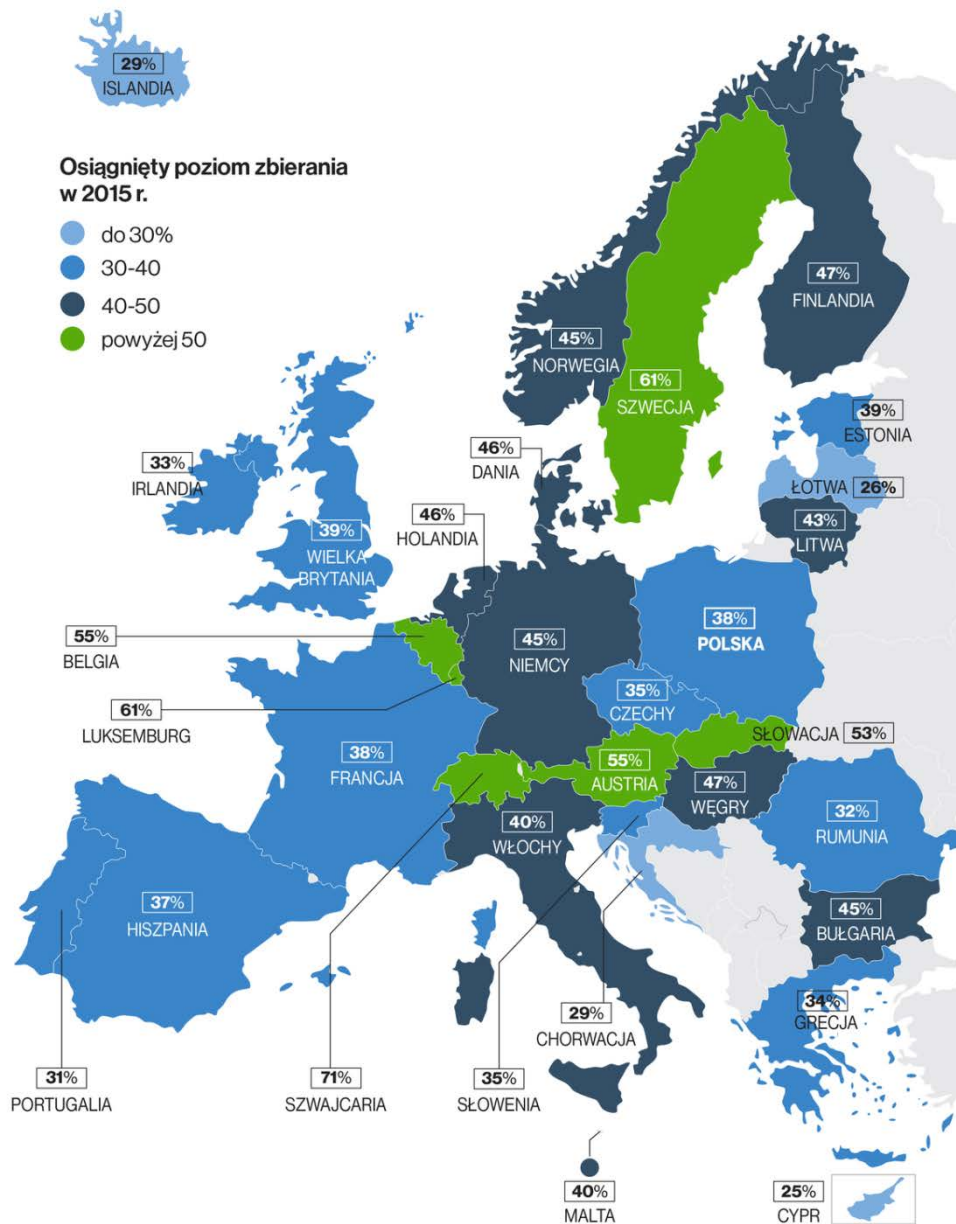 29%
ISLANDIA
Osiągnięty poziom zbierania
w 2015 r.
do 30%
30-40
40-50
powyżej 50
47%
FINLANDIA
45%
NORWEGIA
61%
SZWECJA
39%
ESTONIA
46%
DANIA
33%
IRLANDIA
ŁOTWA 26%
46%
HOLANDIA
43%
LITWA
39%
WIELKA
BRYTANIA
38%
POLSKA
55%
BELGIA
45%
NIEMCY
35%
CZECHY
61%
LUKSEMBURG
SŁOWACJA 53%
38%
FRANCJA
55%
AUSTRIA
47%
WĘGRY
40%
WŁOCHY
32%
RUMUNIA
37%
HISZPANIA
45%
BUŁGARIA
34%
GRECJA
29%
CHORWACJA
31%
PORTUGALIA
71%
SZWAJCARIA
35%
SŁOWENIA
40%
MALTA
25%
CYPR